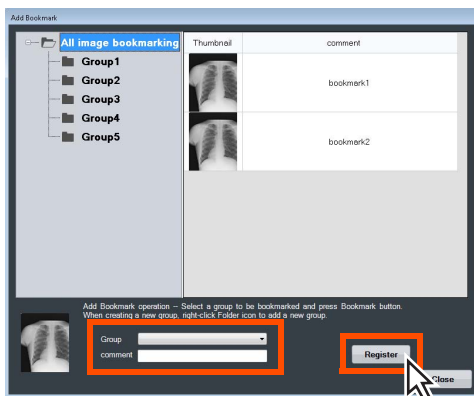 Add Bookmark
All image bookmarking
Group1
Group2
Group3
Group4
Group5
Thumbnail comment
bookmark1
bookmark2
Add Bookmark operation -- Select a group to be bookmarked and press Bookmark button.
When creating a new group, right-click Folder icon to add a new group.
Group
comment
Register
Close